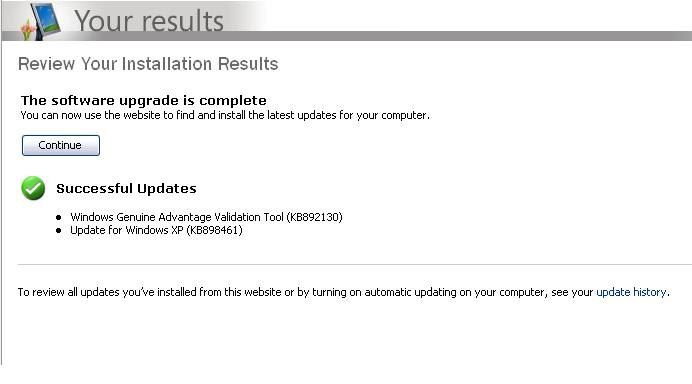 Your results
Review Your Installation Results
The software upgrade is complete
You can now use the website to find and install the latest updates for your computer.
Continue
Successful Updates
• Windows Genuine Advantage Validation Tool (KB892130)
• Update for Windows XP (KB898461)
To review all updates you've installed from this website or by turning on automatic updating on your computer, see your update history.